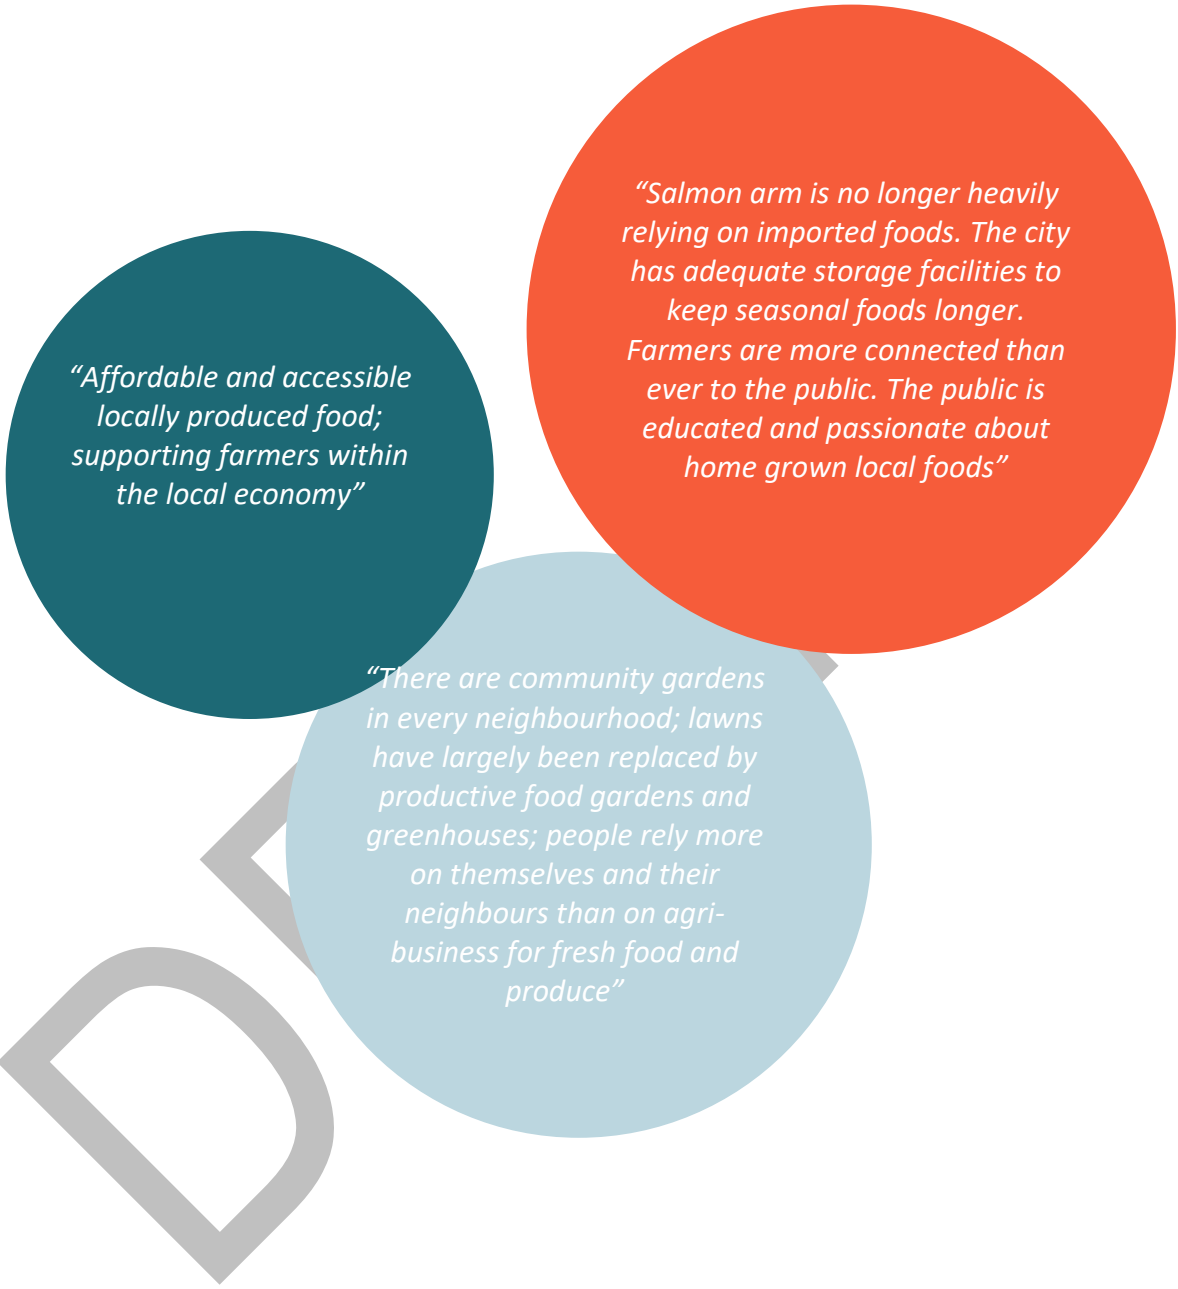 “Salmon arm is no longer heavily
relying on imported foods. The city
has adequate storage facilities to
keep seasonal foods longer.
Farmers are more connected than
ever to the public. The public is
educated and passionate about
home grown local foods”
“Affordable and accessible
locally produced food;
supporting farmers within
the local economy”
“There are community gardens
in every neighbourhood; lawns
have largely been replaced by
productive food gardens and
greenhouses; people rely more
on themselves and their
neighbours than on agri-
business for fresh food and
produce”
D